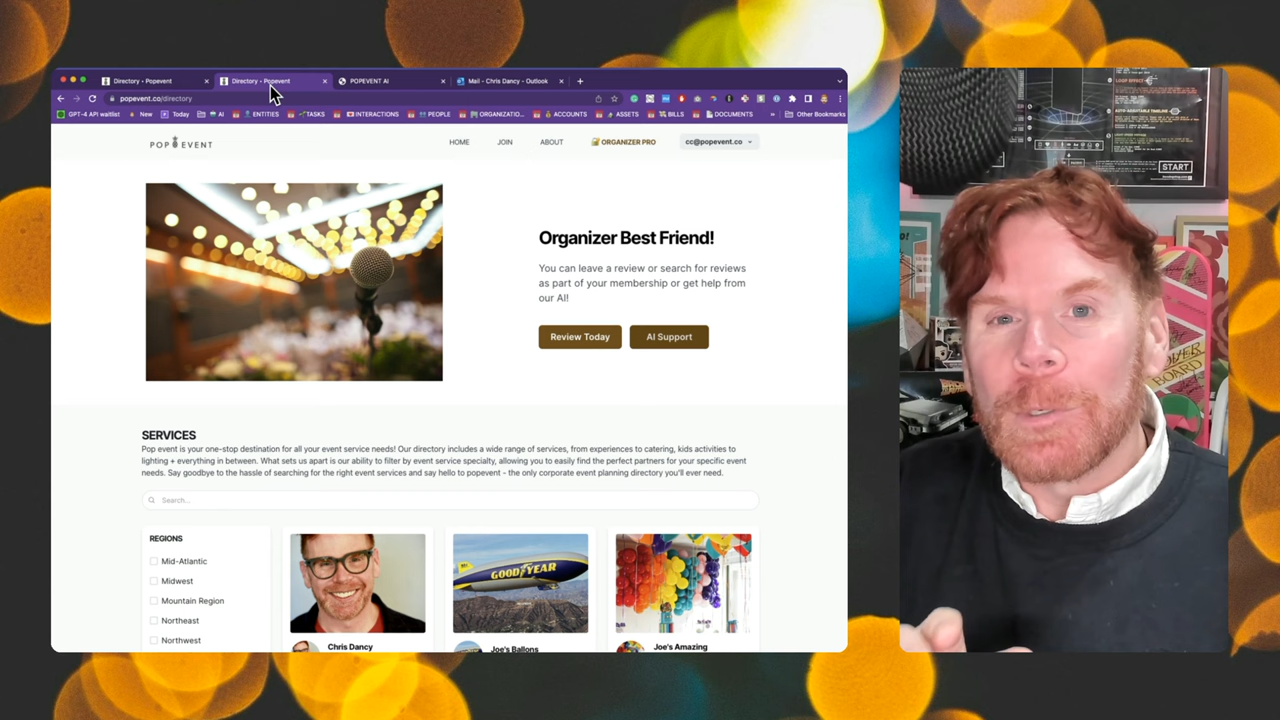 Directory • Popevent
Directory • Popevent
POPEVENT AI
Mail - Chris Dancy - Outlook
popevent.co/directory
GPT-4 API waitlist
New
Today
AI
ENTITIES
TASKS
INTERACTIONS
PEOPLE
ORGANIZATIO...
ACCOUNTS
ASSETS
BILLS
DOCUMENTS
»
Other Bookmarks
POP EVENT
HOME
JOIN
ABOUT
ORGANIZER PRO
cc@popevent.co
Organizer Best Friend!
You can leave a review or search for reviews
as part of your membership or get help from
our AI!
Review Today
AI Support
SERVICES
Pop event is your one-stop destination for all your event service needs! Our directory includes a wide range of services, from experiences to catering, kids activities to
lighting + everything in between. What sets us apart is our ability to filter by event service specialty, allowing you to easily find the perfect partners for your specific event
needs. Say goodbye to the hassle of searching for the right event services and say hello to popevent - the only corporate event planning directory you'll ever need.
Search...
REGIONS
Mid-Atlantic
Midwest
Mountain Region
Northeast
Northwest
GOODYEAR
Chris Dancy
Joe's Ballons
Joe's Amazing
LOOP EFFECT
START
BOARD